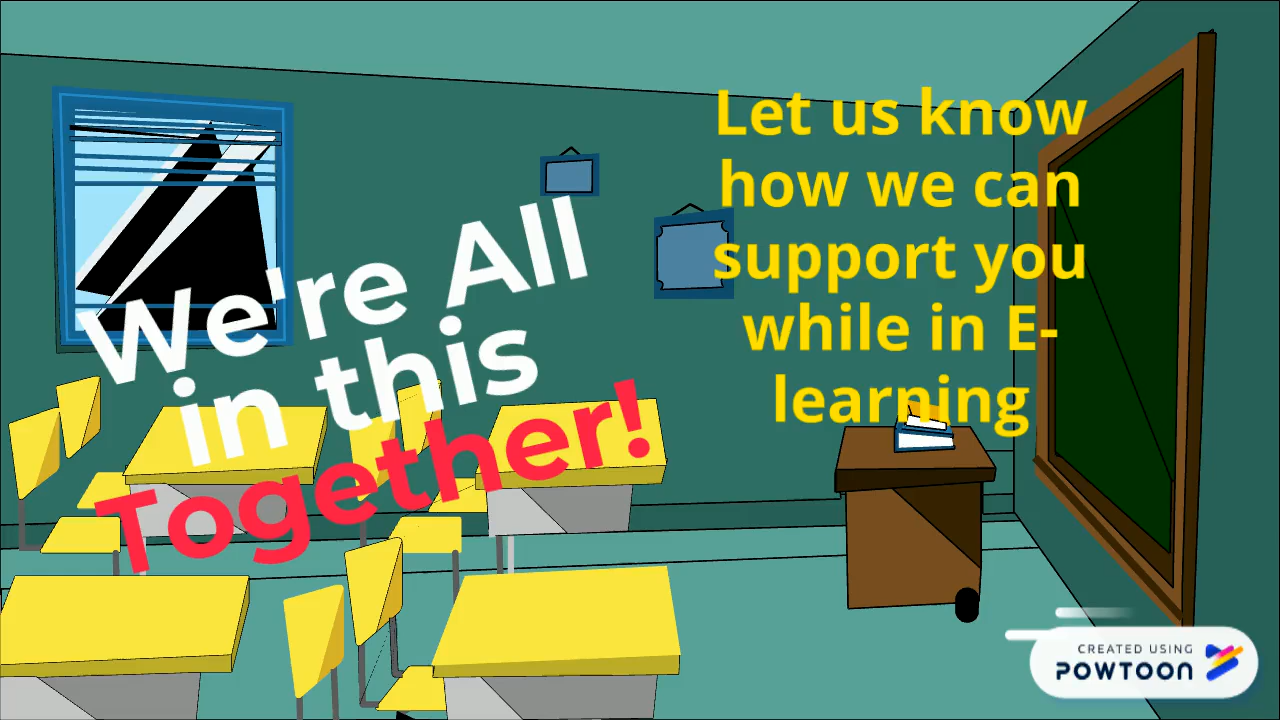 We're All
in this
Together!
Let us know
how we can
support you
while in E-
learning
CREATED USING
POWTOON